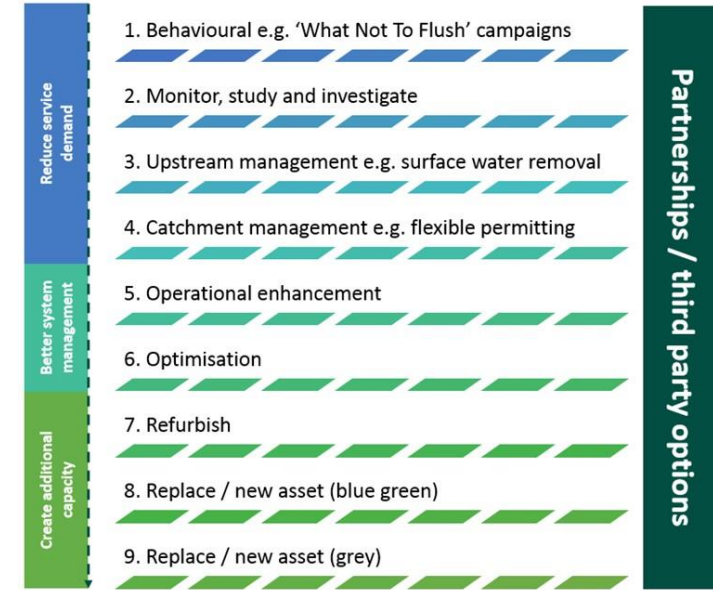 Reduce service
demand
Better system
management
Create additional
capacity
1. Behavioural e.g. ‘What Not To Flush’ campaigns
2. Monitor, study and investigate
3. Upstream management e.g. surface water removal
4. Catchment management e.g. flexible permitting
5. Operational enhancement
6. Optimisation
7. Refurbish
8. Replace / new asset (blue green)
9. Replace / new asset (grey)
Partnerships / third party options